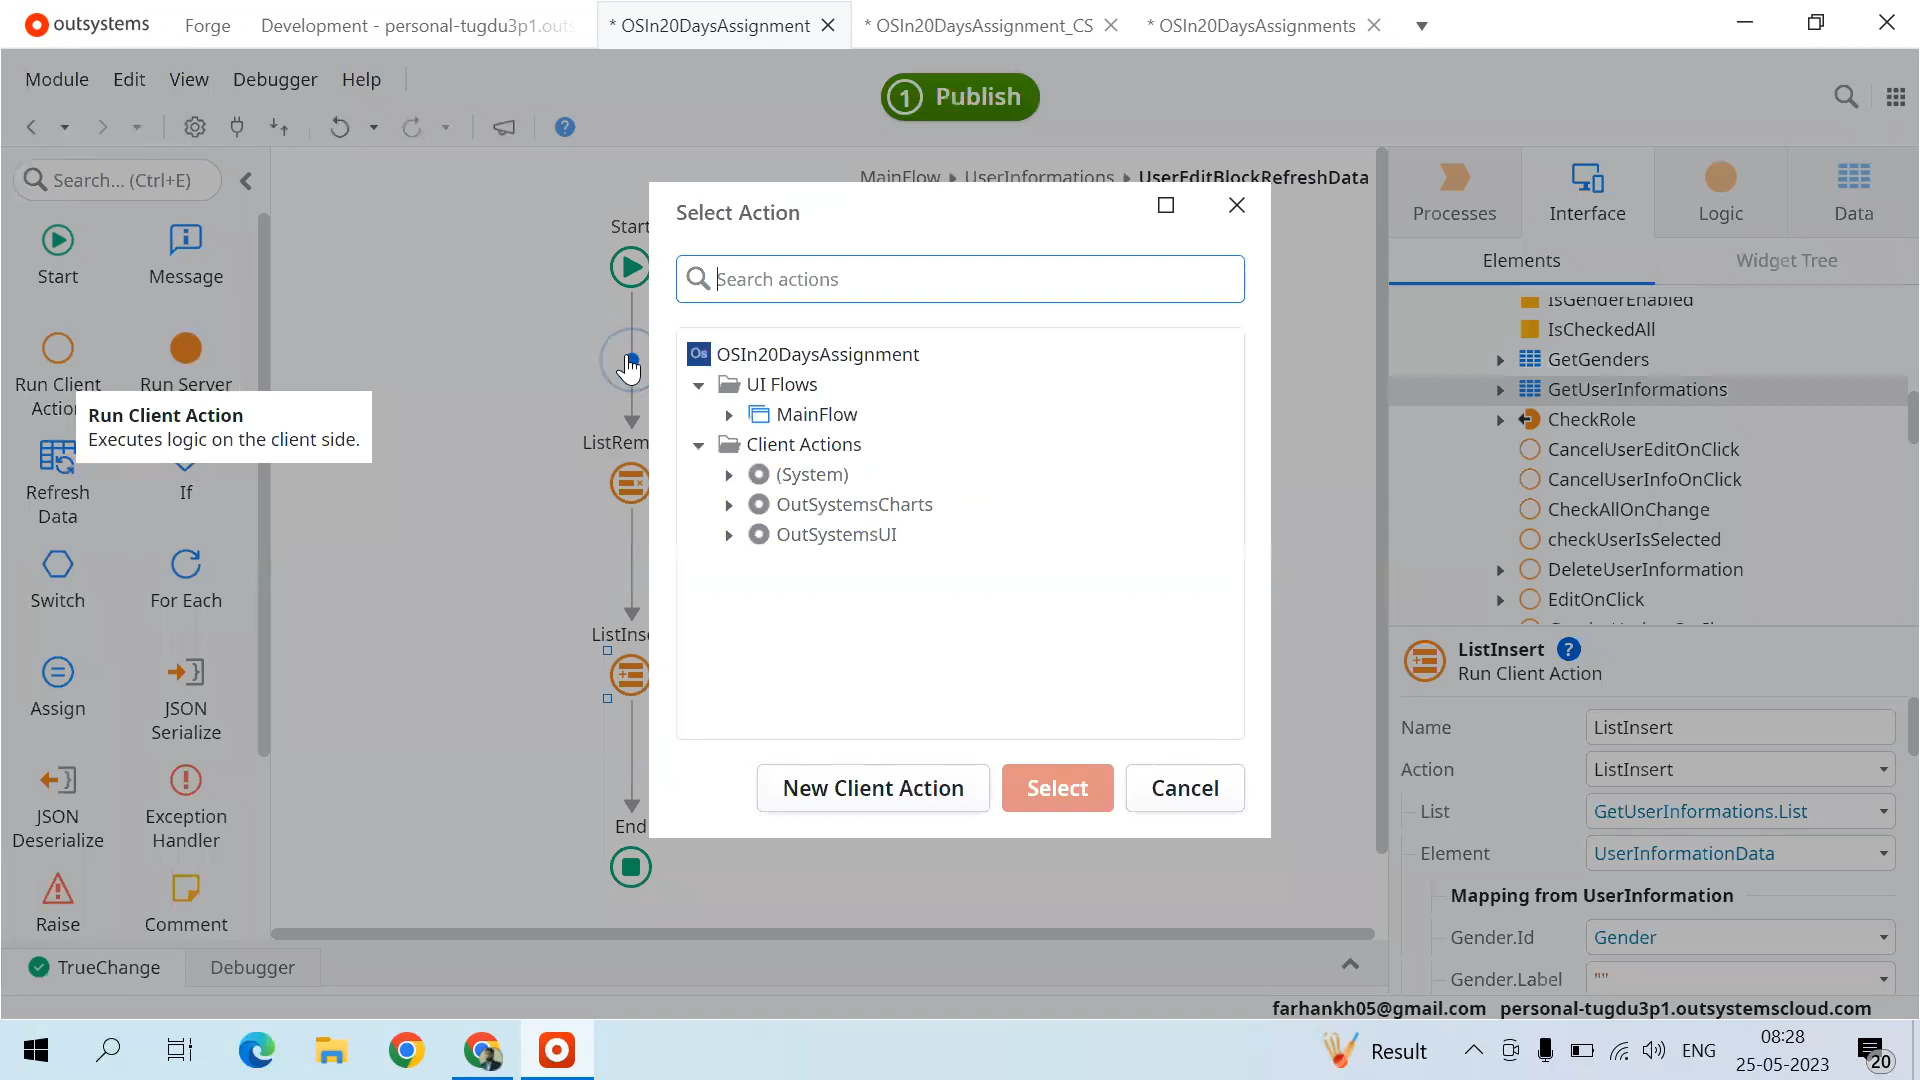 outsystems
Forge
Development - personal-tugdu3p1.outs
* OSIn20DaysAssignment
* OSIn20DaysAssignment_CS
* OSIn20DaysAssignments
Module
Edit
View
Debugger
Help
1 Publish
Search... (Ctrl+E)
Start
Message
Run Client
Action
Run Server
Run Client Action
Executes logic on the client side.
Refresh
Data
If
Switch
For Each
Assign
JSON
Serialize
JSON
Deserialize
Exception
Handler
Raise
Comment
MainFlow
UserInformations
UserEditBlockRefreshData
Start
ListRem
ListInse
End
Select Action
Search actions
OSIn20DaysAssignment
UI Flows
MainFlow
Client Actions
(System)
OutSystemsCharts
OutSystemsUI
New Client Action
Select
Cancel
Processes
Interface
Logic
Data
Elements
Widget Tree
IsGenderEnabled
IsCheckedAll
GetGenders
GetUserInformations
CheckRole
CancelUserEditOnClick
CancelUserInfoOnClick
CheckAllOnChange
checkUserIsSelected
DeleteUserInformation
EditOnClick
ListInsert ?
Run Client Action
Name
ListInsert
Action
ListInsert
List
GetUserInformations.List
Element
UserInformationData
Mapping from UserInformation
Gender.Id
Gender
Gender.Label
""
TrueChange
Debugger
farhankh05@gmail.com personal-tugdu3p1.outsystemscloud.com
Result
ENG
08:28
25-05-2023
20